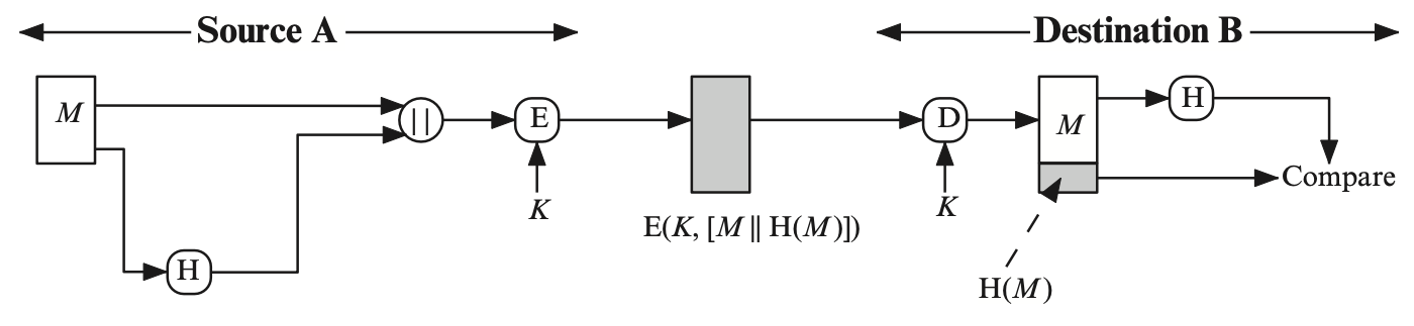 Source A
Destination B
M
||
E
D
M
H
Compare
K
K
E(K, [M || H(M)])
H
H(M)